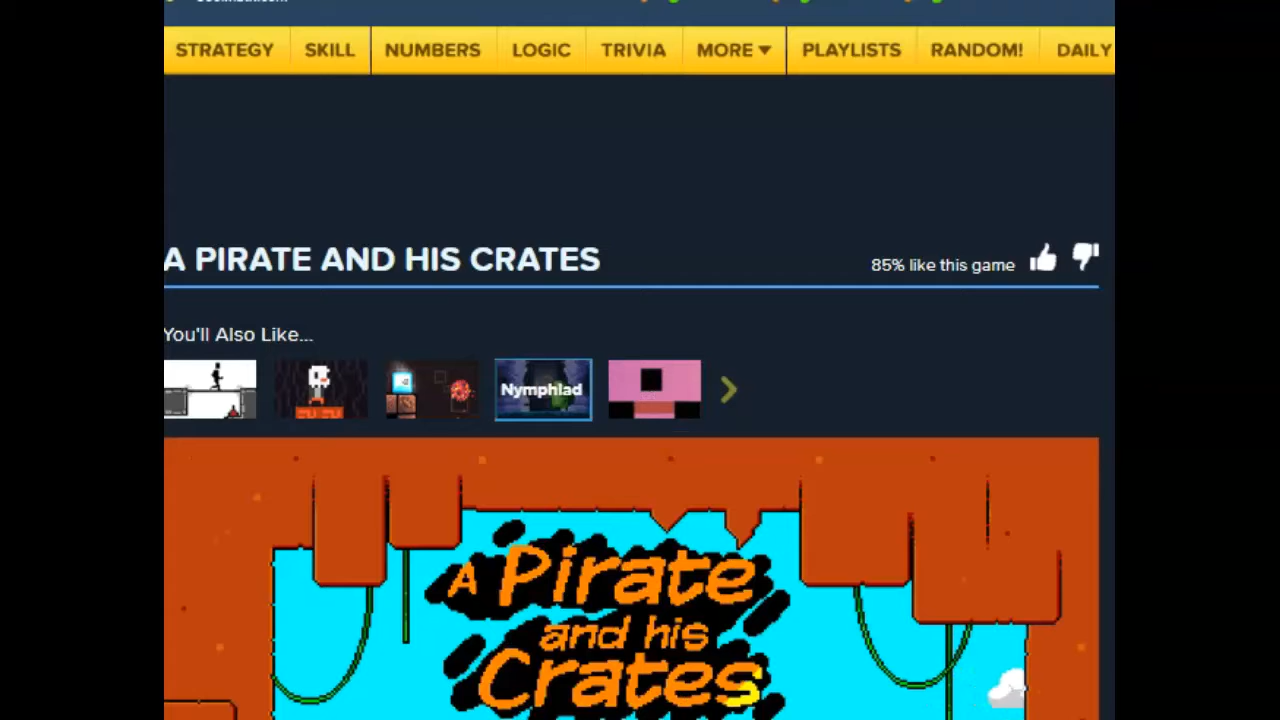 STRATEGY SKILL NUMBERS LOGIC TRIVIA MORE PLAYLISTS RANDOM! DAILY
A PIRATE AND HIS CRATES
85% like this game
You'll Also Like...
Nymphlad
A Pirate
and his
Crates